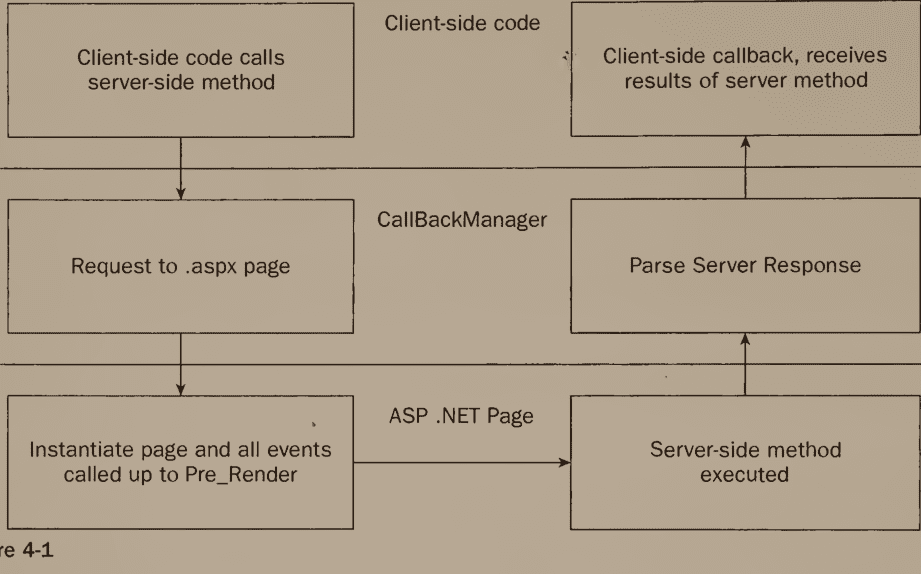 Client-side code
Client-side code calls
server-side method
Client-side callback, receives
results of server method
CallBackManager
Request to .aspx page
Parse Server Response
ASP .NET Page
Instantiate page and all events
called up to Pre_Render
Server-side method
executed
re 4-1